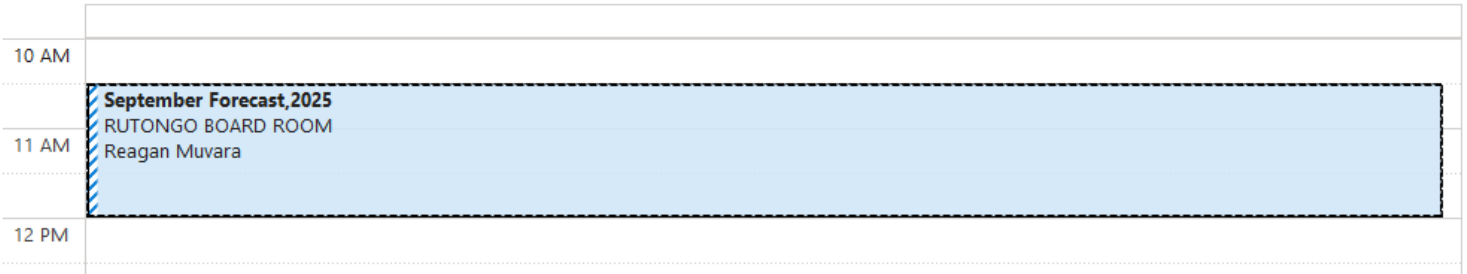 10 AM
September Forecast,2025
RUTONGO BOARD ROOM
11 AM
Reagan Muvara
12 PM